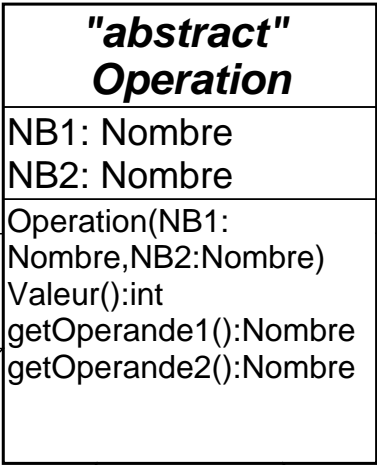 "abstract"
Operation
NB1: Nombre
NB2: Nombre
Operation(NB1:
Nombre,NB2:Nombre)
Valeur():int
getOperande1():Nombre
getOperande2():Nombre